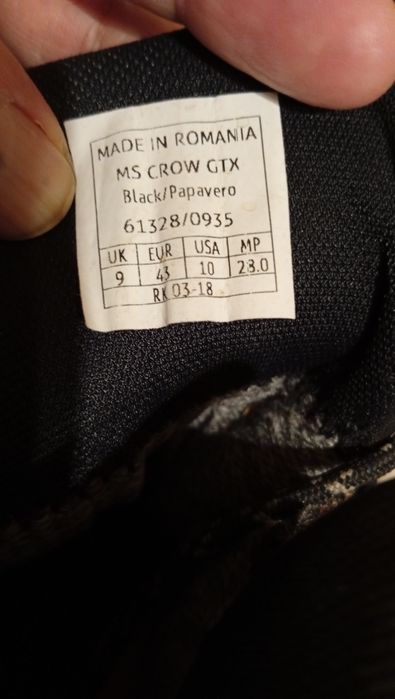 MADE IN ROMANIA
MS CROW GTX
Black/Papavero
61328/0935
UK EUR USA MP
9 43 10 28.0
RK 03-18